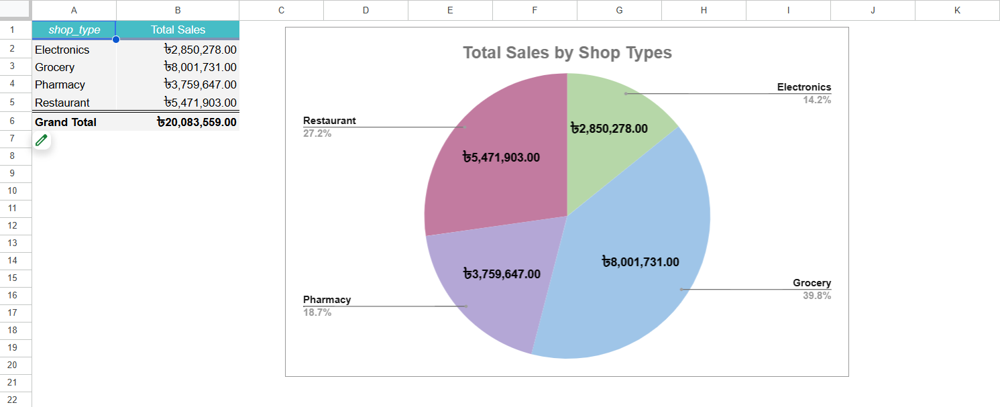 A B C D E F G H I J K
1 shop_type Total Sales
2 Electronics ৳2,850,278.00
3 Grocery ৳8,001,731.00
4 Pharmacy ৳3,759,647.00
5 Restaurant ৳5,471,903.00
6 Grand Total ৳20,083,559.00
7
8
9
10
11
12
13
14
15
16
17
18
19
20
21
22
Total Sales by Shop Types
Electronics
14.2%
Restaurant
27.2%
৳2,850,278.00
৳5,471,903.00
৳8,001,731.00
৳3,759,647.00
Grocery
39.8%
Pharmacy
18.7%